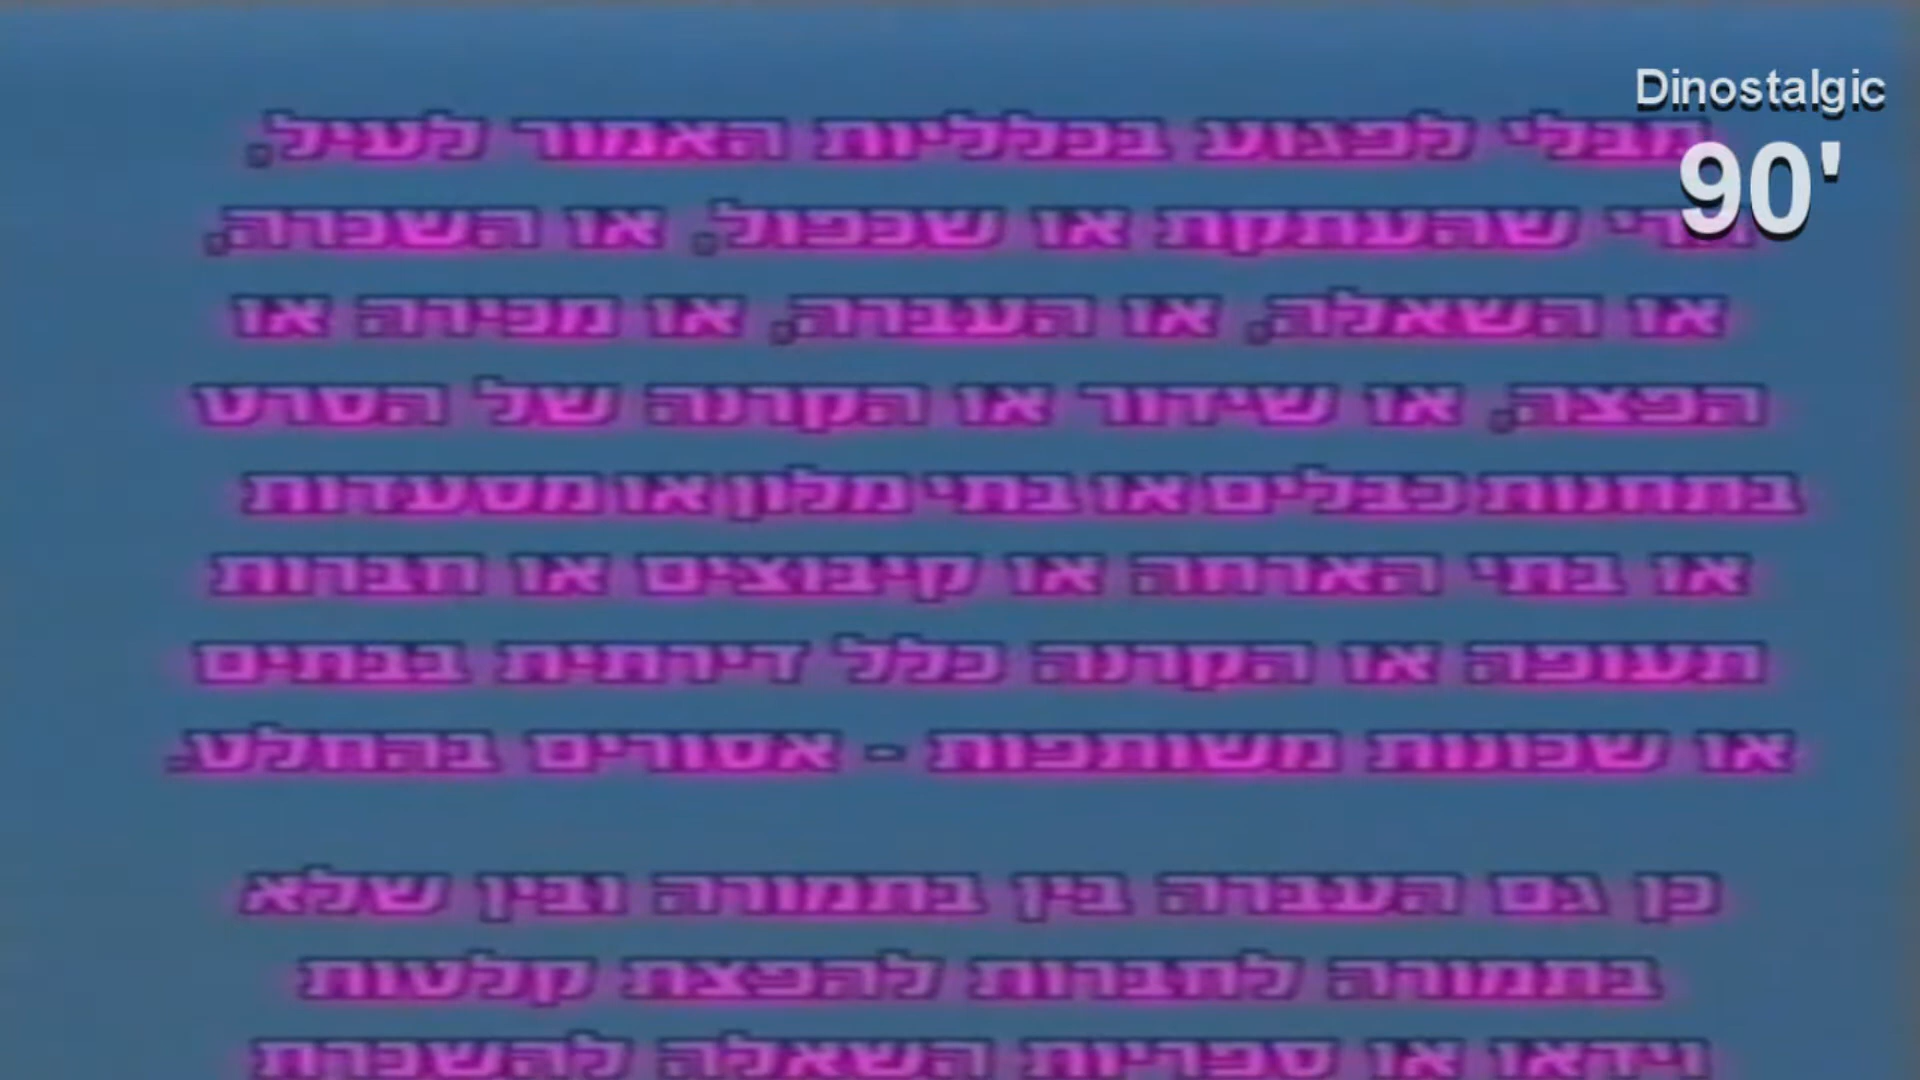 Dinostalgic
90'
מבלי לפגוע בכלליות האמור לעיל,
הרי שהעתקת או שכפול, או השכרה,
או השאלה, או העברה, או מכירה או
הפצה, או שידור או הקרנה של הסרט
בתחנות כבלים או בתי מלון או מסעדות
או בתי הארחה או קיבוצים או חברות
תעופה או הקרנה כלל דירתית בבתים
או שכונות משותפות - אסורים בהחלט.
כן גם העברה בין בתמורה ובין שלא
בתמורה לחברות להפצת קלטות
וידאו או ספריות השאלה להשכרת